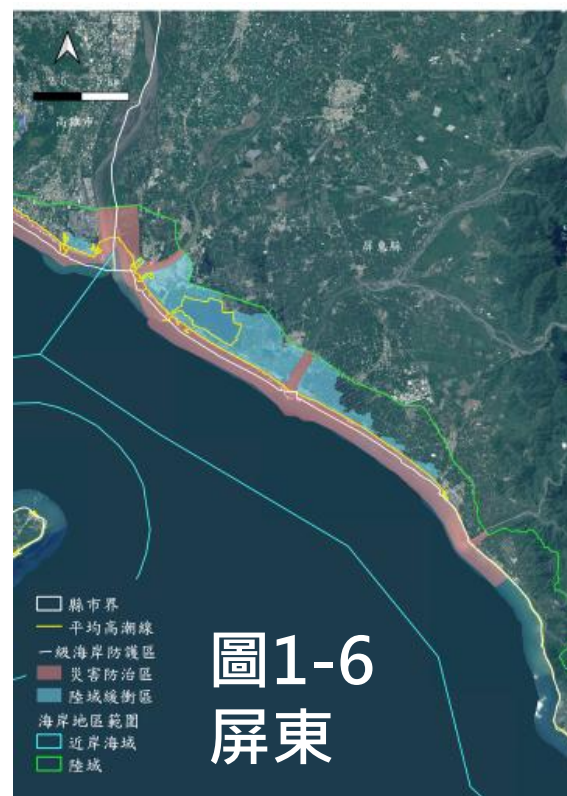 高雄市
屏東縣
縣市界
平均高潮線
一級海岸防護區
災害防治區
陸域緩衝區
海岸地區範圍
近岸海域
陸域
圖1-6
屏東